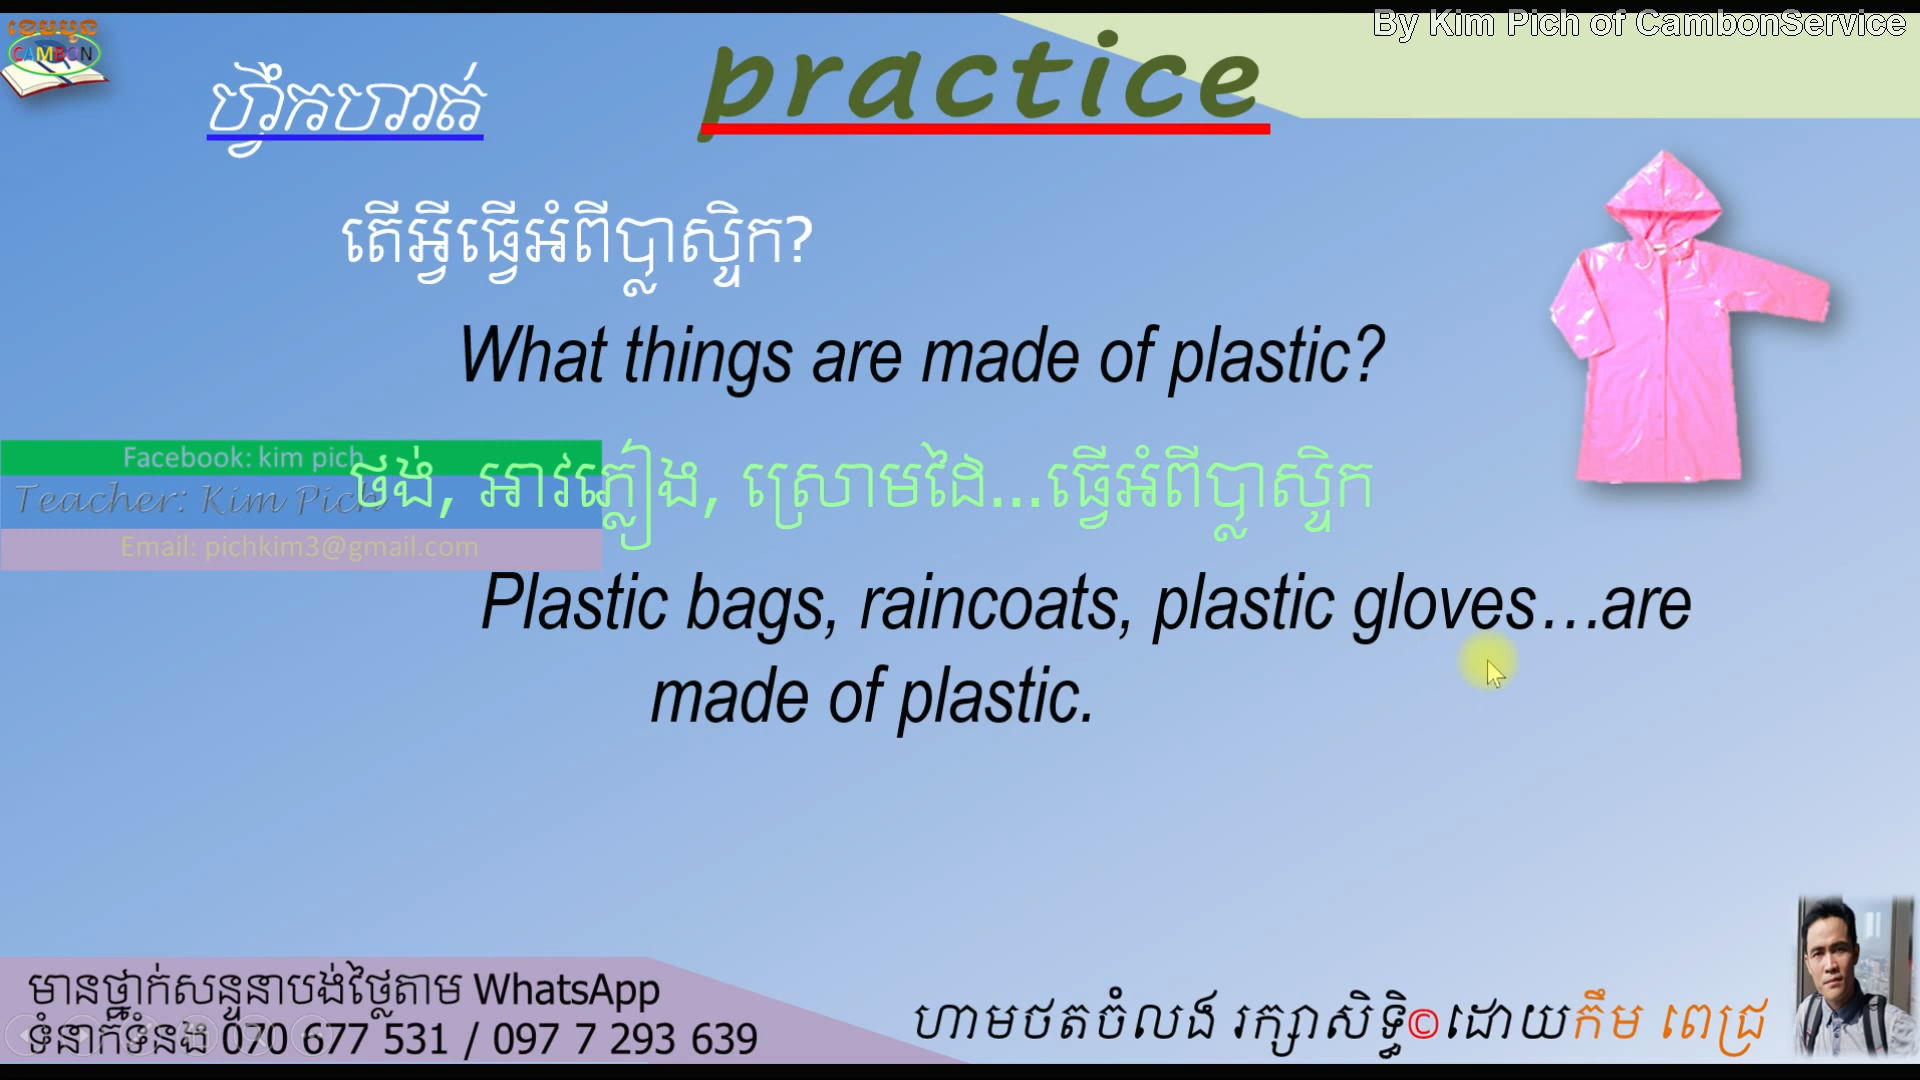 By Kim Pich of CambonService
ខេមបូន
CAMBON
ហ្វឹកហាត់
practice
តើអ្វីធ្វើអំពីប្លាស្ទិក?
What things are made of plastic?
Facebook: kim pich
ថង់, អាវភ្លៀង, ស្រោមដៃ...ធ្វើអំពីប្លាស្ទិក
Teacher: Kim Pich
Email: pichkim3@gmail.com
Plastic bags, raincoats, plastic gloves…are
made of plastic.
មានថ្នាក់សន្ទនាបង់ថ្លៃតាម WhatsApp
ទំនាក់ទំនង 070 677 531 / 097 7 293 639
ហាមថតចំលង រក្សាសិទ្ធិ©ដោយកឹម ពេជ្រ